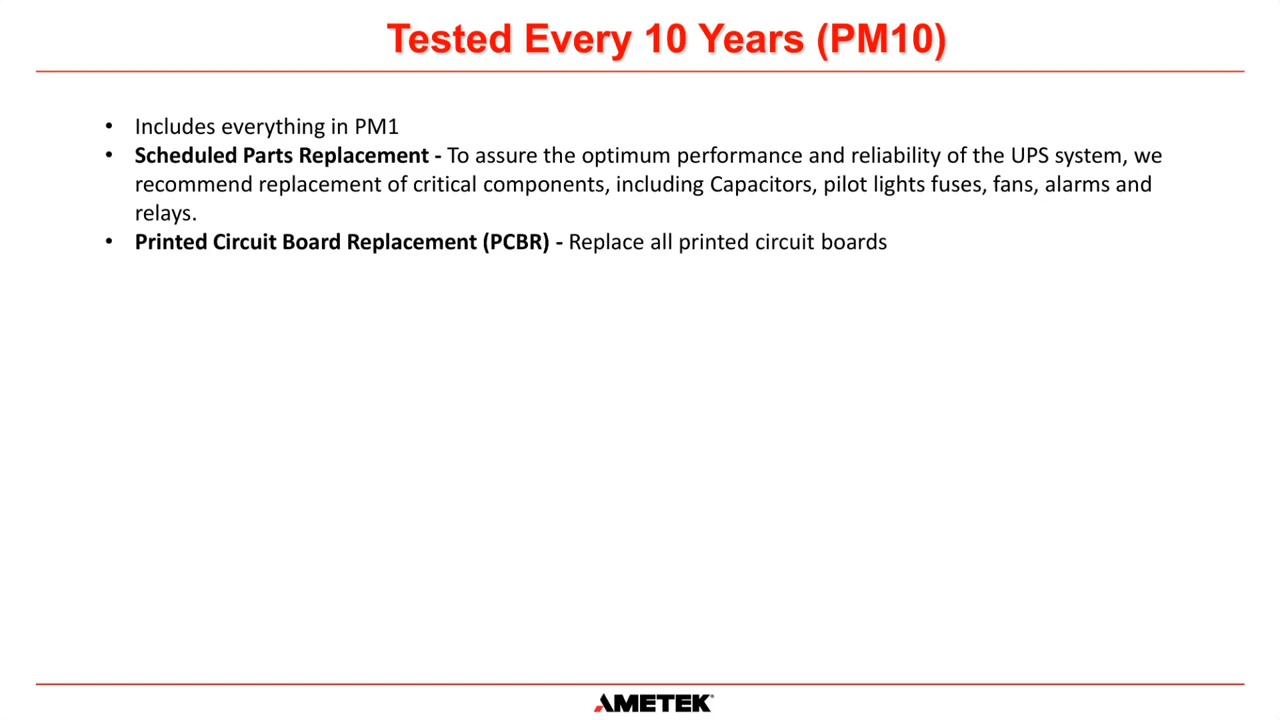 Tested Every 10 Years (PM10)
• Includes everything in PM1
• Scheduled Parts Replacement - To assure the optimum performance and reliability of the UPS system, we
recommend replacement of critical components, including Capacitors, pilot lights fuses, fans, alarms and
relays.
• Printed Circuit Board Replacement (PCBR) - Replace all printed circuit boards
AMETEK®